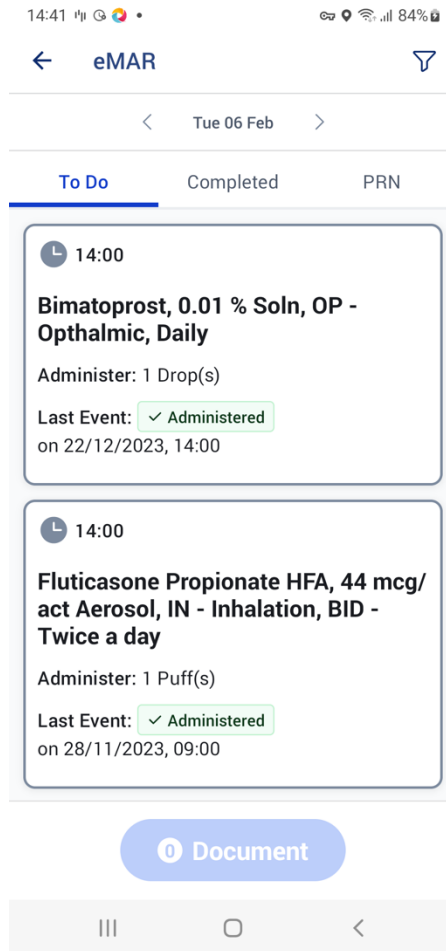 14:41 84%
eMAR
Tue 06 Feb
To Do Completed PRN
14:00
Bimatoprost, 0.01 % Soln, OP -
Opthalmic, Daily
Administer: 1 Drop(s)
Last Event: Administered
on 22/12/2023, 14:00
14:00
Fluticasone Propionate HFA, 44 mcg/
act Aerosol, IN - Inhalation, BID -
Twice a day
Administer: 1 Puff(s)
Last Event: Administered
on 28/11/2023, 09:00
0 Document